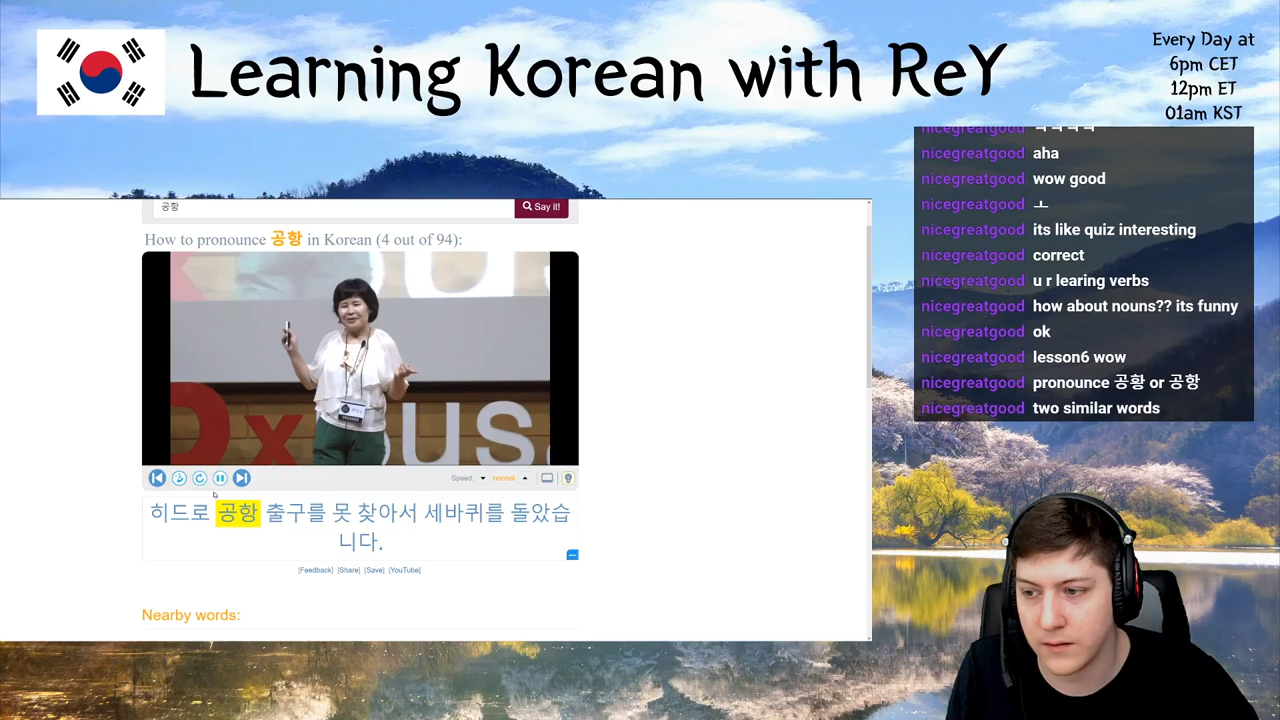 Learning Korean with ReY
Every Day at
6pm CET
12pm ET
01am KST
nicegreatgood ㅋㅋㅋㅋ
nicegreatgood aha
nicegreatgood wow good
nicegreatgood ㅗ
nicegreatgood its like quiz interesting
nicegreatgood correct
nicegreatgood u r learing verbs
nicegreatgood how about nouns?? its funny
nicegreatgood ok
nicegreatgood lesson6 wow
nicegreatgood pronounce 공황 or 공항
nicegreatgood two similar words
공항
Say it!
How to pronounce 공항 in Korean (4 out of 94):
Speed: normal
히드로 공항 출구를 못 찾아서 세바퀴를 돌았습
니다.
[Feedback] [Share] [Save] [YouTube]
Nearby words: